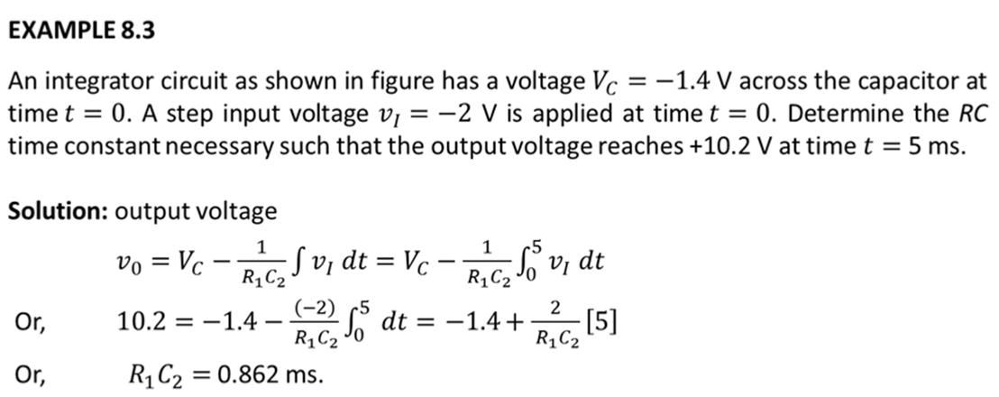 EXAMPLE 8.3
An integrator circuit as shown in figure has a voltage V_C = −1.4 V across the capacitor at
time t = 0. A step input voltage v_I = −2 V is applied at time t = 0. Determine the RC
time constant necessary such that the output voltage reaches +10.2 V at time t = 5 ms.
Solution: output voltage
v_0 = V_C − \frac{1}{R_1C_2} ∫ v_I dt = V_C − \frac{1}{R_1C_2} ∫_0^5 v_I dt
Or, 10.2 = −1.4 − \frac{(−2)}{R_1C_2} ∫_0^5 dt = −1.4 + \frac{2}{R_1C_2} [5]
Or, R_1C_2 = 0.862 ms.